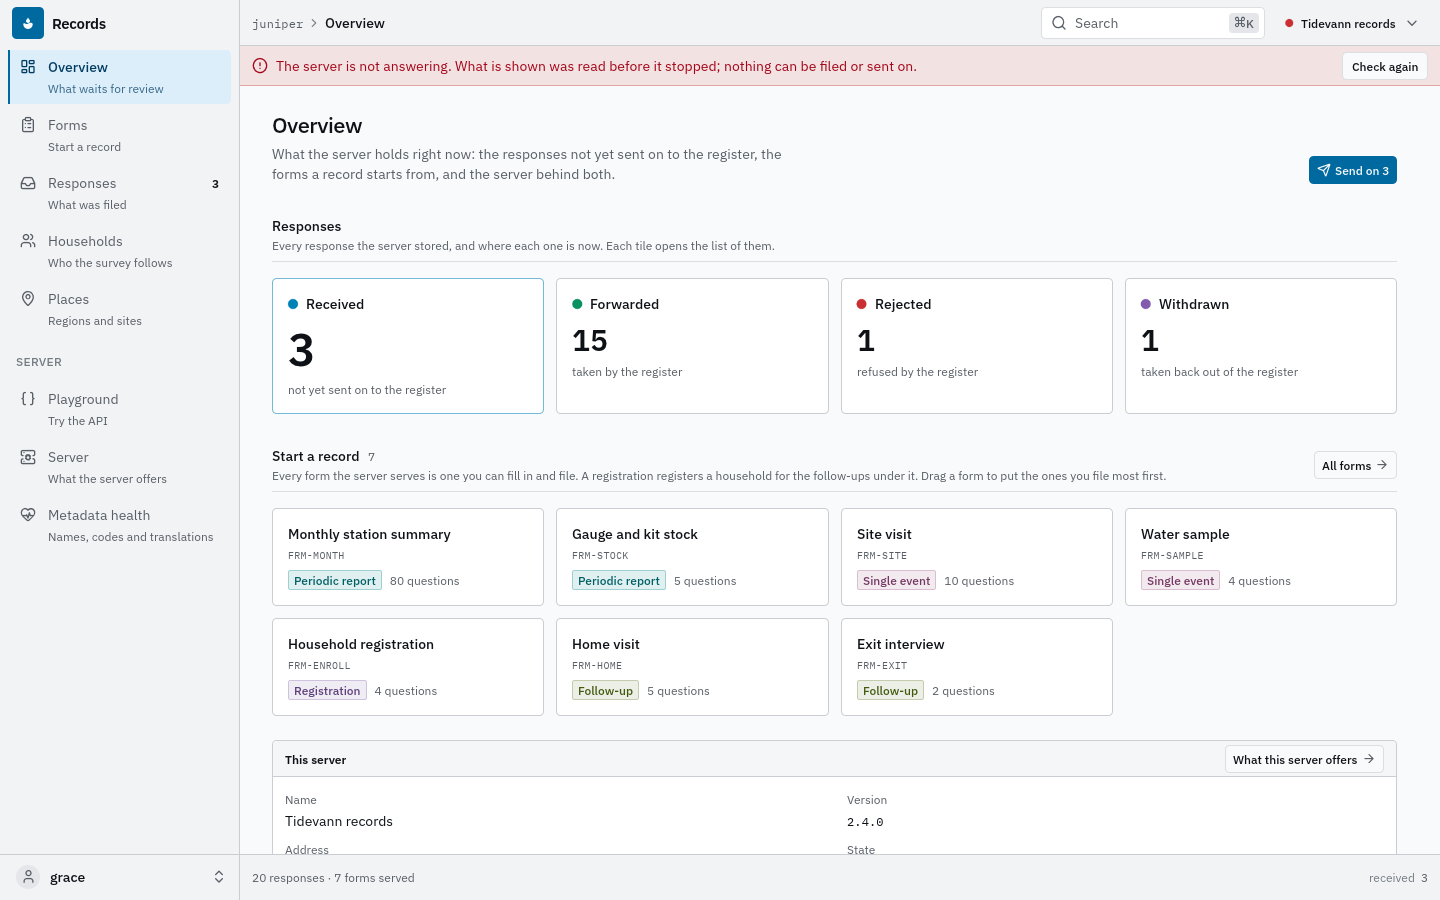 Records
juniper > Overview
Search
⌘K
Tidevann records
The server is not answering. What is shown was read before it stopped; nothing can be filed or sent on.
Check again
Overview
What waits for review
Forms
Start a record
Responses
3
What was filed
Households
Who the survey follows
Places
Regions and sites
SERVER
Playground
Try the API
Server
What the server offers
Metadata health
Names, codes and translations
grace
Overview
What the server holds right now: the responses not yet sent on to the register, the
forms a record starts from, and the server behind both.
Send on 3
Responses
Every response the server stored, and where each one is now. Each tile opens the list of them.
Received
3
not yet sent on to the register
Forwarded
15
taken by the register
Rejected
1
refused by the register
Withdrawn
1
taken back out of the register
Start a record 7
Every form the server serves is one you can fill in and file. A registration registers a household for the follow-ups under it. Drag a form to put the ones you file most first.
All forms
Monthly station summary
FRM-MONTH
Periodic report 80 questions
Gauge and kit stock
FRM-STOCK
Periodic report 5 questions
Site visit
FRM-SITE
Single event 10 questions
Water sample
FRM-SAMPLE
Single event 4 questions
Household registration
FRM-ENROLL
Registration 4 questions
Home visit
FRM-HOME
Follow-up 5 questions
Exit interview
FRM-EXIT
Follow-up 2 questions
This server
What this server offers
Name
Tidevann records
Version
2.4.0
Address
State
20 responses · 7 forms served
received 3